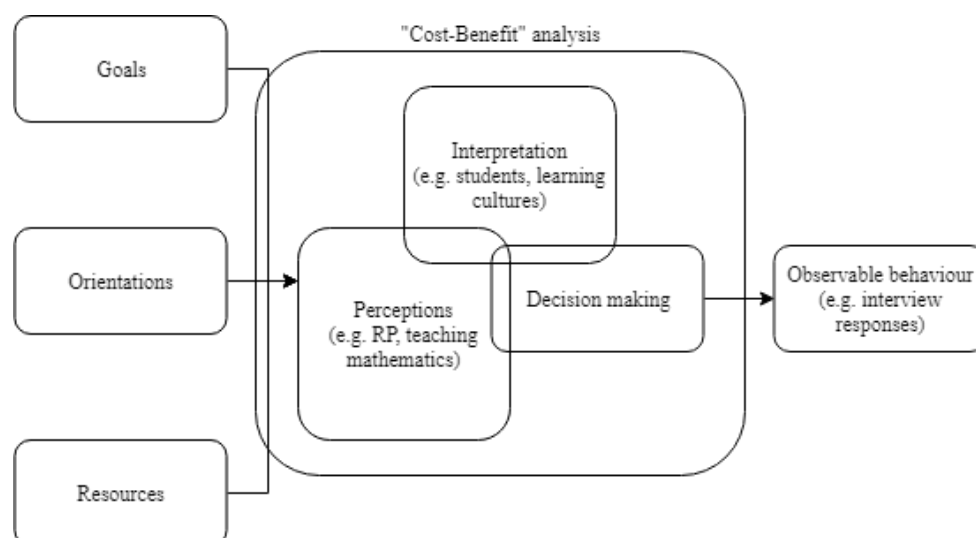 "Cost-Benefit" analysis
Goals
Interpretation
(e.g. students, learning
cultures)
Orientations
Perceptions
(e.g. RP, teaching
mathematics)
Decision making
Observable behaviour
(e.g. interview
responses)
Resources